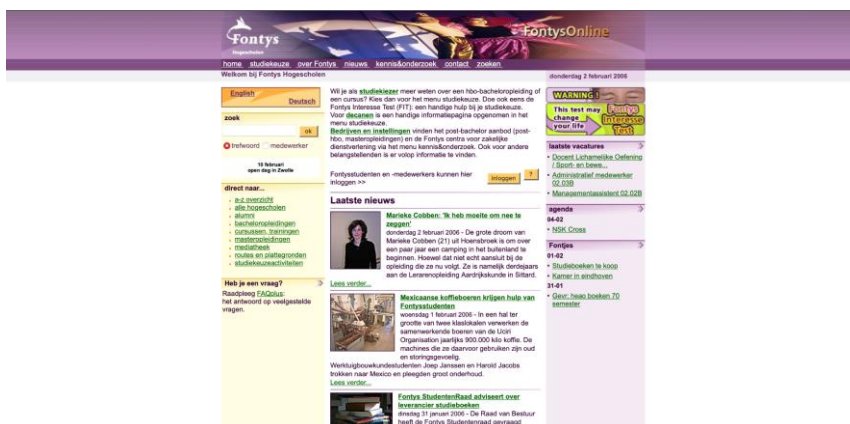 Fontys
Hogescholen
FontysOnline
home studiekeuze over Fontys nieuws kennis&onderzoek contact zoeken
Welkom bij Fontys Hogescholen
donderdag 2 februari 2006
English
Deutsch
zoek
ok
trefwoord medewerker
10 februari
open dag in Zwolle
direct naar...
a-z overzicht
alle hogescholen
alumni
bacheloropleidingen
cursussen, trainingen
masteropleidingen
mediatheek
routes en plattegronden
studiekeuzeactiviteiten
Heb je een vraag?
Raadpleeg FAQplus:
het antwoord op veelgestelde
vragen.
Wil je als studiekiezer meer weten over een hbo-bacheloropleiding of
een cursus? Kies dan voor het menu studiekeuze. Doe ook eens de
Fontys Interesse Test (FIT): een handige hulp bij je studiekeuze.
Voor decanen is een handige informatiepagina opgenomen in het
menu studiekeuze.
Bedrijven en instellingen vinden het post-bachelor aanbod (post-
hbo, masteropleidingen) en de Fontys centra voor zakelijke
dienstverlening via het menu kennis&onderzoek. Ook voor andere
belangstellenden is er volop informatie te vinden.
Fontysstudenten en -medewerkers kunnen hier
inloggen >>
Inloggen
?
Laatste nieuws
Marieke Cobben: 'Ik heb moeite om nee te
zeggen'
donderdag 2 februari 2006 - De grote droom van
Marieke Cobben (21) uit Hoensbroek is om over
een paar jaar een camping in het buitenland te
beginnen. Hoewel dat niet echt aansluit bij de
opleiding die ze nu volgt. Ze is namelijk derdejaars
aan de Lerarenopleiding Aardrijkskunde in Sittard.
Lees verder...
Mexicaanse koffieboeren krijgen hulp van
Fontysstudenten
woensdag 1 februari 2006 - In een hal ter
grootte van twee klaslokalen verwerken de
samenwerkende boeren van de Uciri
Organisation jaarlijks 900.000 kilo koffie. De
machines die ze daarvoor gebruiken zijn oud
en storingsgevoelig.
Werktuigbouwkundestudenten Joep Janssen en Harold Jacobs
trokken naar Mexico en pleegden groot onderhoud.
Lees verder...
Fontys StudentenRaad adviseert over
leverancier studieboeken
dinsdag 31 januari 2006 - De Raad van Bestuur
heeft de Fontys Studentenraad gevraagd
WARNING!
This test may
change
your life
Fontys
Interesse
Test
laatste vacatures
Docent Lichamelijke Oefening
/ Sport- en bewe...
Administratief medewerker
02.03B
Managementassistent 02.02B
agenda
04-02
NSK Cross
Fontjes
01-02
Studieboeken te koop
Kamer in eindhoven
31-01
Gevr: heao boeken 70
semester